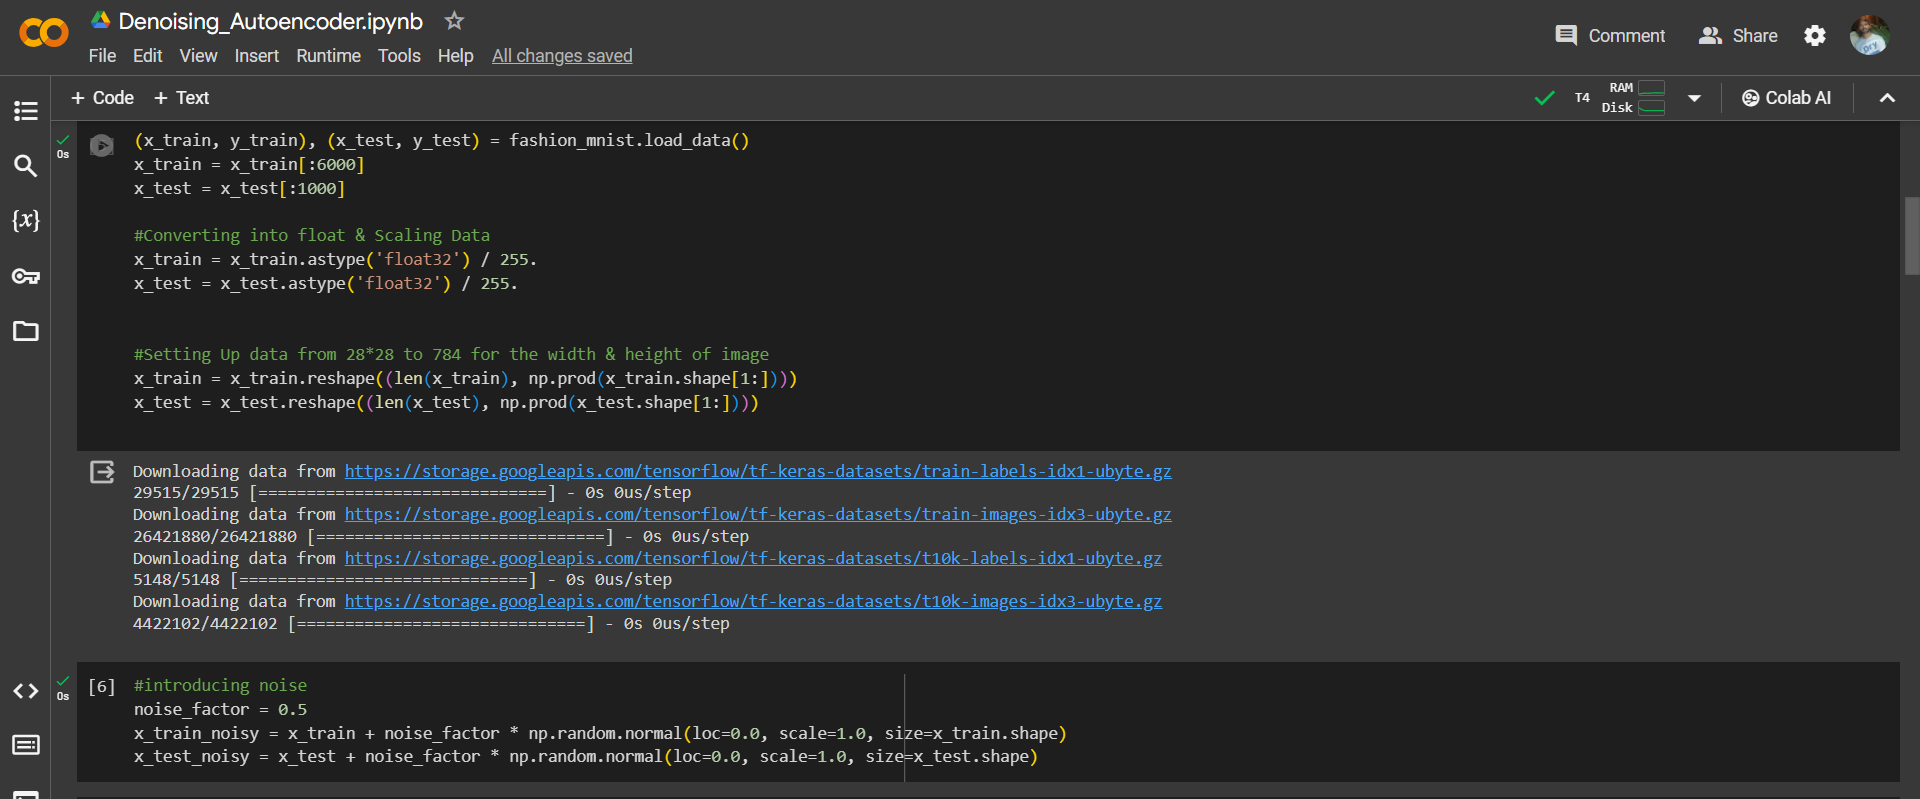 Denoising_Autoencoder.ipynb
File Edit View Insert Runtime Tools Help All changes saved
Comment Share
+ Code + Text
T4 RAM Disk Colab AI
0s
(x_train, y_train), (x_test, y_test) = fashion_mnist.load_data()
x_train = x_train[:6000]
x_test = x_test[:1000]
#Converting into float & Scaling Data
x_train = x_train.astype('float32') / 255.
x_test = x_test.astype('float32') / 255.
#Setting Up data from 28*28 to 784 for the width & height of image
x_train = x_train.reshape((len(x_train), np.prod(x_train.shape[1:])))
x_test = x_test.reshape((len(x_test), np.prod(x_test.shape[1:])))
Downloading data from https://storage.googleapis.com/tensorflow/tf-keras-datasets/train-labels-idx1-ubyte.gz
29515/29515 [==============================] - 0s 0us/step
Downloading data from https://storage.googleapis.com/tensorflow/tf-keras-datasets/train-images-idx3-ubyte.gz
26421880/26421880 [==============================] - 0s 0us/step
Downloading data from https://storage.googleapis.com/tensorflow/tf-keras-datasets/t10k-labels-idx1-ubyte.gz
5148/5148 [==============================] - 0s 0us/step
Downloading data from https://storage.googleapis.com/tensorflow/tf-keras-datasets/t10k-images-idx3-ubyte.gz
4422102/4422102 [==============================] - 0s 0us/step
0s
[6] #introducing noise
noise_factor = 0.5
x_train_noisy = x_train + noise_factor * np.random.normal(loc=0.0, scale=1.0, size=x_train.shape)
x_test_noisy = x_test + noise_factor * np.random.normal(loc=0.0, scale=1.0, size=x_test.shape)